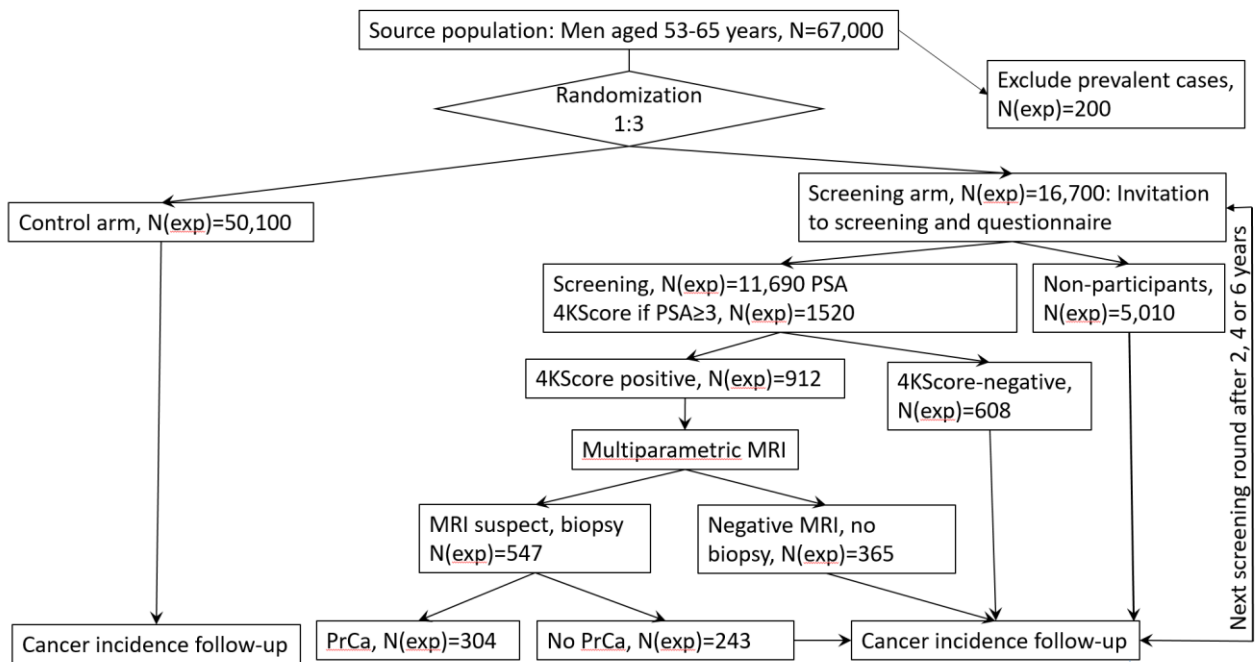 Source population: Men aged 53-65 years, N=67,000
Exclude prevalent cases,
N(exp)=200
Randomization
1:3
Control arm, N(exp)=50,100
Screening arm, N(exp)=16,700: Invitation
to screening and questionnaire
Screening, N(exp)=11,690 PSA
4KScore if PSA≥3, N(exp)=1520
Non-participants,
N(exp)=5,010
4KScore positive, N(exp)=912
4KScore-negative,
N(exp)=608
Multiparametric MRI
MRI suspect, biopsy
N(exp)=547
Negative MRI, no
biopsy, N(exp)=365
Cancer incidence follow-up
PrCa, N(exp)=304
No PrCa, N(exp)=243
Cancer incidence follow-up
Next screening round after 2, 4 or 6 years